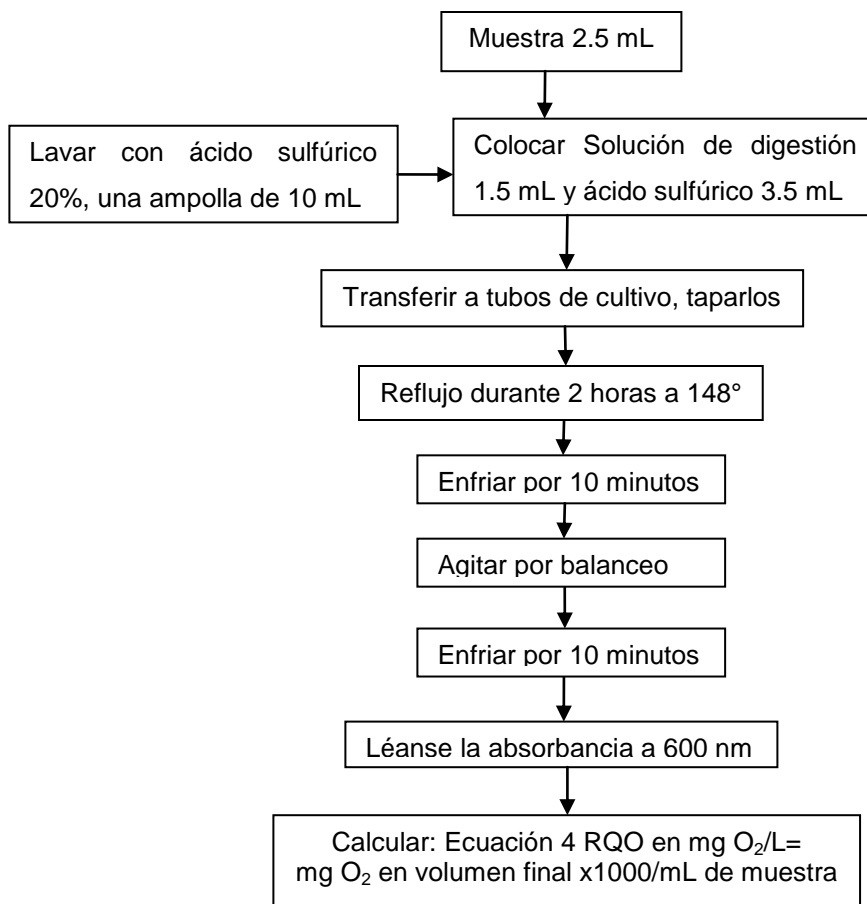 Muestra 2.5 mL
Lavar con ácido sulfúrico
20%, una ampolla de 10 mL
Colocar Solución de digestión
1.5 mL y ácido sulfúrico 3.5 mL
Transferir a tubos de cultivo, taparlos
Reflujo durante 2 horas a 148°
Enfriar por 10 minutos
Agitar por balanceo
Enfriar por 10 minutos
Léanse la absorbancia a 600 nm
Calcular: Ecuación 4 RQO en mg O₂/L=
mg O₂ en volumen final x1000/mL de muestra